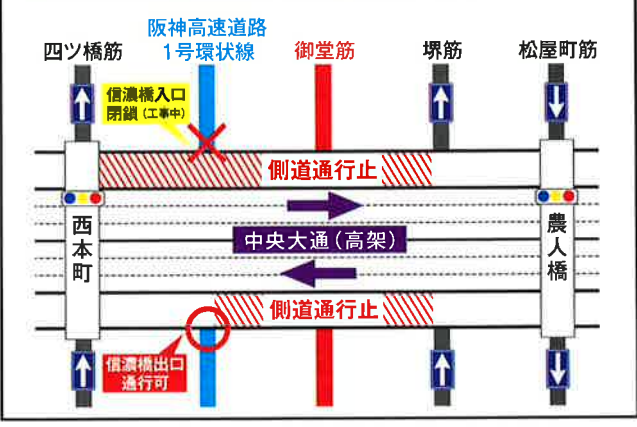 四ツ橋筋
阪神高速道路
1号環状線
御堂筋
堺筋
松屋町筋
信濃橋入口
閉鎖(工事中)
側道通行止
西本町
中央大通(高架)
農人橋
側道通行止
信濃橋出口
通行可